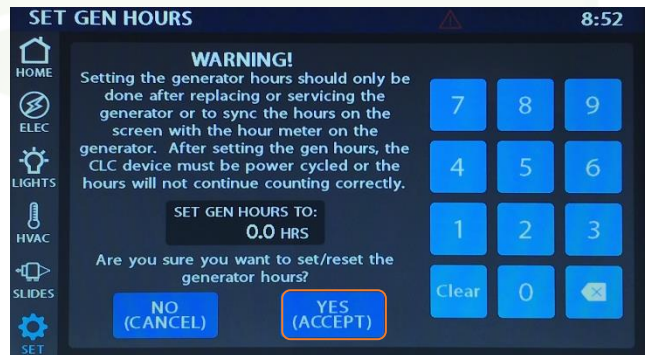 SET GEN HOURS
8:52
HOME
ELEC
LIGHTS
HVAC
SLIDES
SET
WARNING!
Setting the generator hours should only be
done after replacing or servicing the
generator or to sync the hours on the
screen with the hour meter on the
generator. After setting the gen hours, the
CLC device must be power cycled or the
hours will not continue counting correctly.
SET GEN HOURS TO:
0.0 HRS
Are you sure you want to set/reset the
generator hours?
NO
(CANCEL)
YES
(ACCEPT)
7 8 9
4 5 6
1 2 3
Clear 0